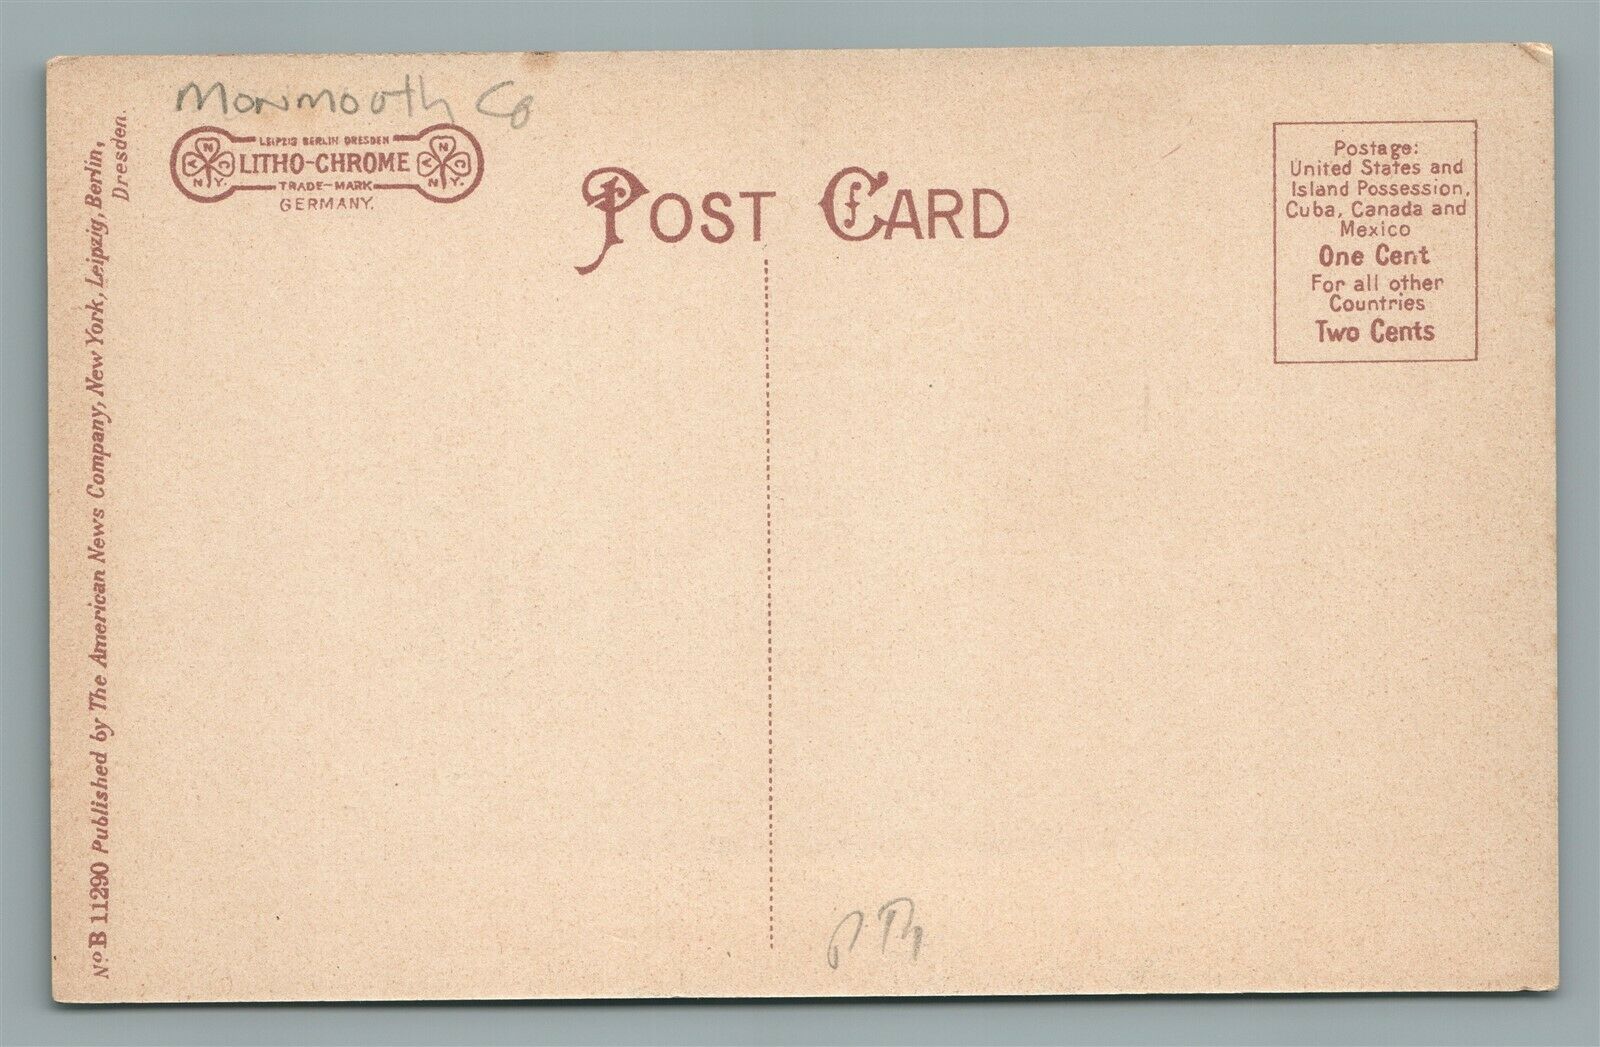 Monmooth Co
LEIPZIG BERLIN DRESDEN
LITHO-CHROME
TRADE-MARK
GERMANY.
POST CARD
Postage:
United States and
Island Possession,
Cuba, Canada and
Mexico
One Cent
For all other
Countries
Two Cents
No B 11290 Published by The American News Company, New York, Leipzig, Berlin,
Dresden.